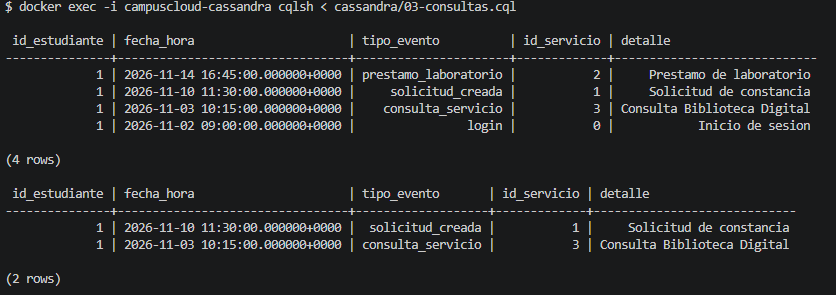 $ docker exec -i campuscloud-cassandra cqlsh < cassandra/03-consultas.cql

 id_estudiante | fecha_hora                      | tipo_evento          | id_servicio | detalle
---------------+---------------------------------+----------------------+-------------+-----------------------------
             1 | 2026-11-14 16:45:00.000000+0000 | prestamo_laboratorio |           2 |     Prestamo de laboratorio
             1 | 2026-11-10 11:30:00.000000+0000 |     solicitud_creada |           1 |     Solicitud de constancia
             1 | 2026-11-03 10:15:00.000000+0000 |    consulta_servicio |           3 | Consulta Biblioteca Digital
             1 | 2026-11-02 09:00:00.000000+0000 |                login |           0 |            Inicio de sesion

(4 rows)

 id_estudiante | fecha_hora                      | tipo_evento       | id_servicio | detalle
---------------+---------------------------------+-------------------+-------------+-----------------------------
             1 | 2026-11-10 11:30:00.000000+0000 |  solicitud_creada |           1 |     Solicitud de constancia
             1 | 2026-11-03 10:15:00.000000+0000 | consulta_servicio |           3 | Consulta Biblioteca Digital

(2 rows)